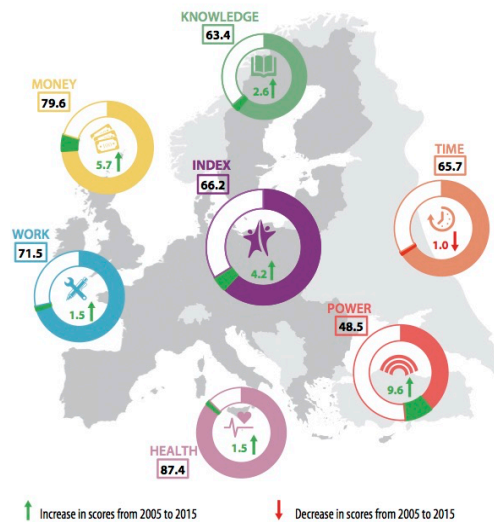 KNOWLEDGE
63.4
2.6
MONEY
79.6
5.7
INDEX
66.2
4.2
TIME
65.7
1.0
WORK
71.5
1.5
POWER
48.5
9.6
HEALTH
87.4
1.5
Increase in scores from 2005 to 2015
Decrease in scores from 2005 to 2015